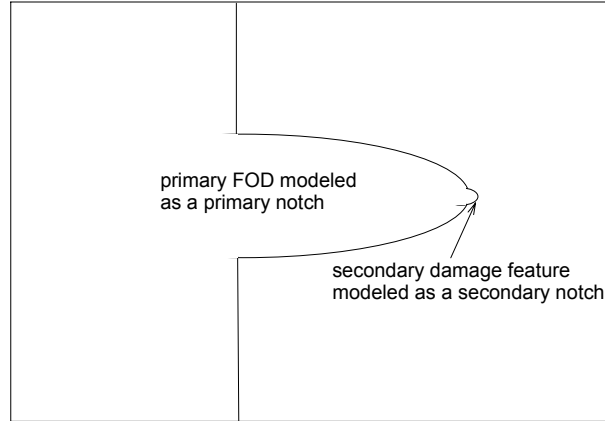 primary FOD modeled
as a primary notch
secondary damage feature
modeled as a secondary notch